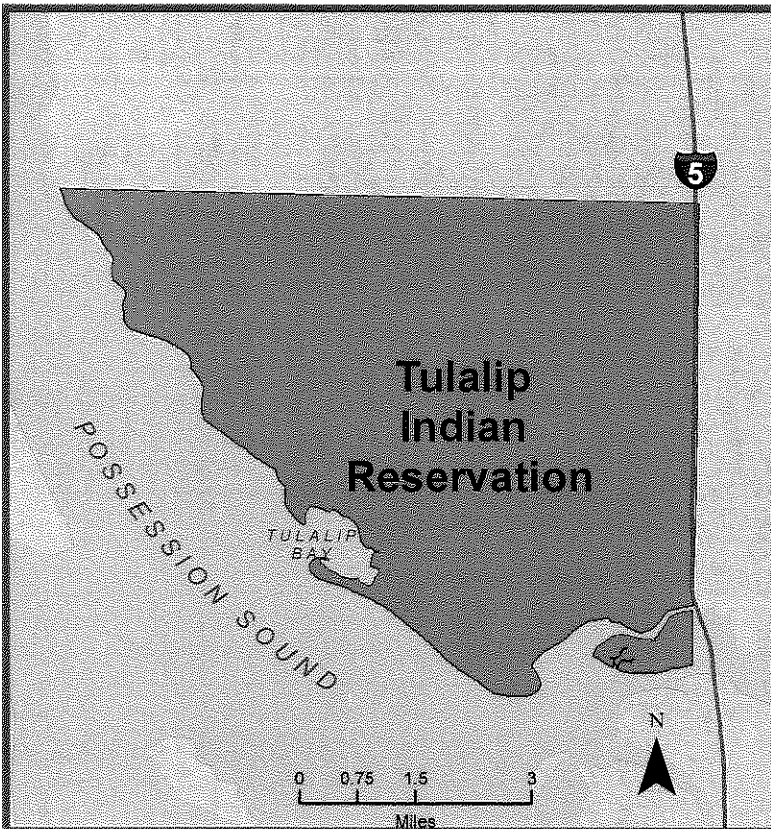 5
Tulalip
Indian
Reservation
POSSESSION SOUND
TULALIP
BAY
N
0 0.75 1.5 3
Miles